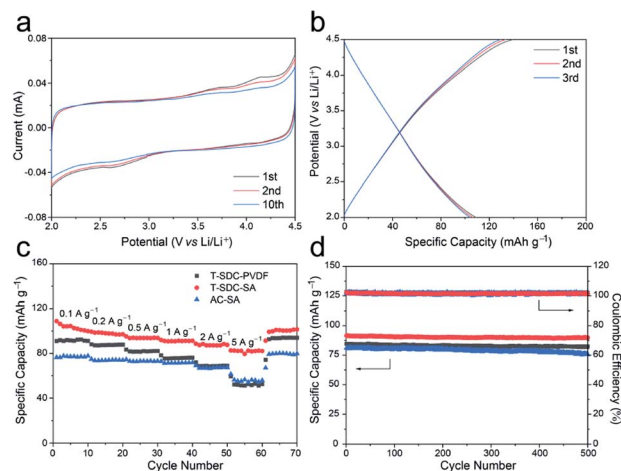 a
0.08
0.04
0.00
-0.04
-0.08
Current (mA)
1st
2nd
10th
2.0 2.5 3.0 3.5 4.0 4.5
Potential (V vs Li/Li⁺)
b
4.5
4.0
3.5
3.0
2.5
2.0
Potential (V vs Li/Li⁺)
1st
2nd
3rd
0 40 80 120 160 200
Specific Capacity (mAh g⁻¹)
c
160
120
80
40
0
Specific Capacity (mAh g⁻¹)
T-SDC-PVDF
T-SDC-SA
AC-SA
0.1 A g⁻¹
0.2 A g⁻¹
0.5 A g⁻¹
1 A g⁻¹
2 A g⁻¹
5 A g⁻¹
0 10 20 30 40 50 60 70
Cycle Number
d
150
125
100
75
50
25
0
Specific Capacity (mAh g⁻¹)
120
100
80
60
40
20
0
Coulombic Efficiency (%)
0 100 200 300 400 500
Cycle Number